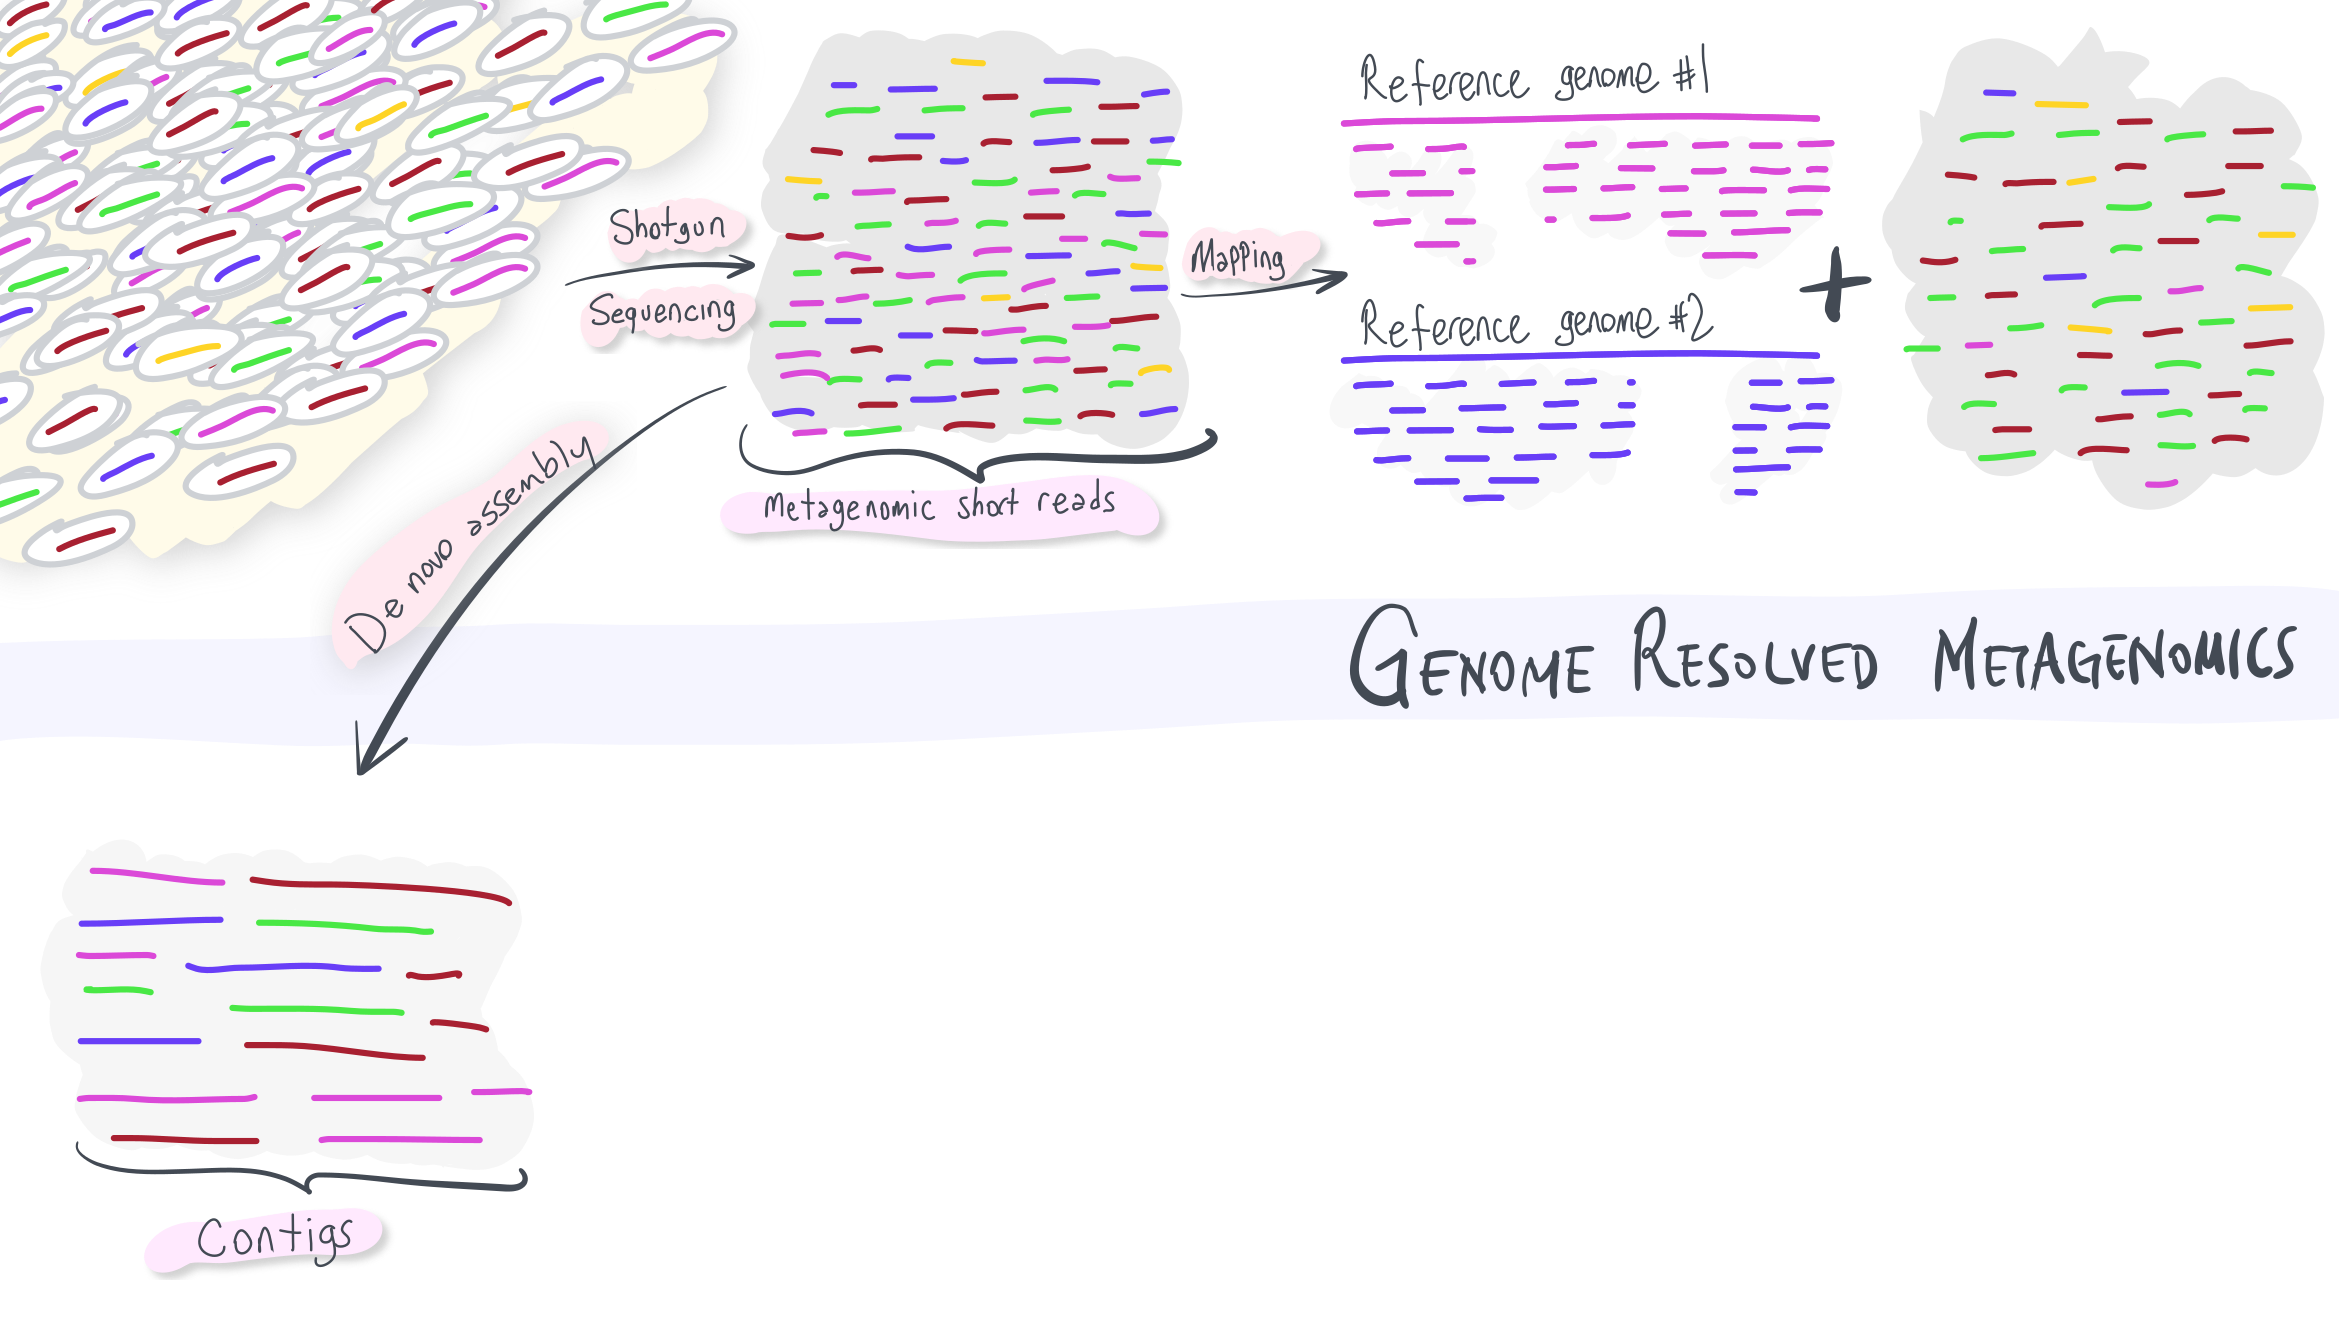 Shotgun
Sequencing
Metagenomic short reads
Mapping
Reference genome #1
Reference genome #2
De novo assembly
GENOME RESOLVED METAGENOMICS
Contigs